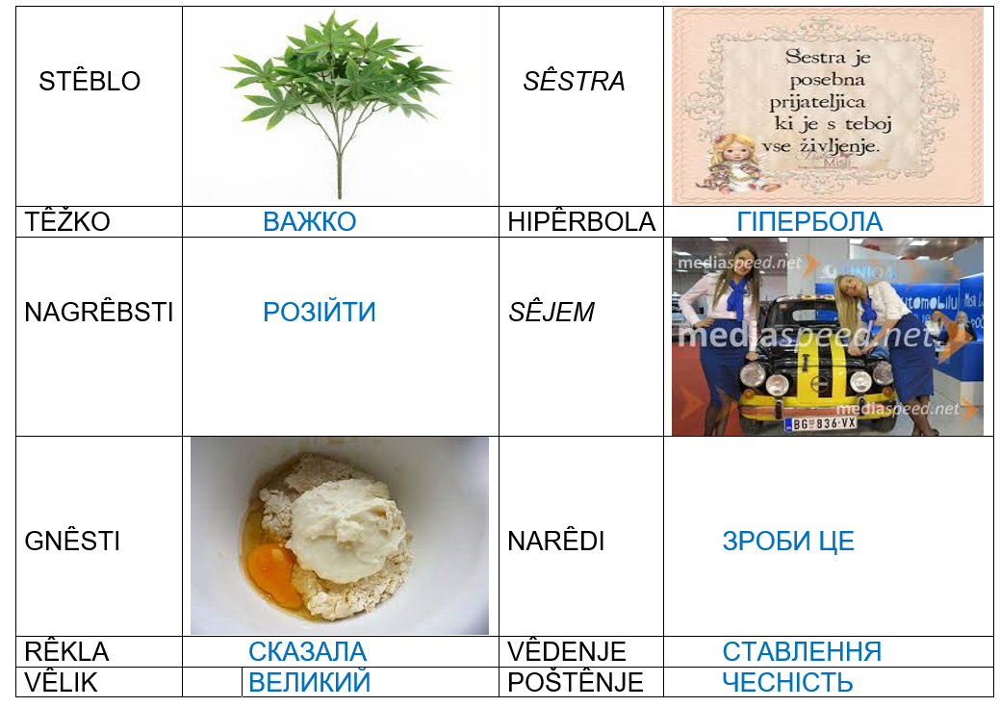 STÊBLO
SÊSTRA
Sestra je
posebna
prijateljica
ki je s teboj
vse življenje.
Misli
TÊŽKO ВАЖКО HIPÊRBOLA ГІПЕРБОЛА
NAGRÊBSTI РОЗІЙТИ SÊJEM
mediaspeed.net
UNIQA
mediaspeed.net
mediaspeed.net
BG 836-VX
GNÊSTI NARÊDI ЗРОБИ ЦЕ
RÊKLA СКАЗАЛА VÊDENJE СТАВЛЕННЯ
VÊLIK ВЕЛИКИЙ POŠTÊNJE ЧЕСНІСТЬ